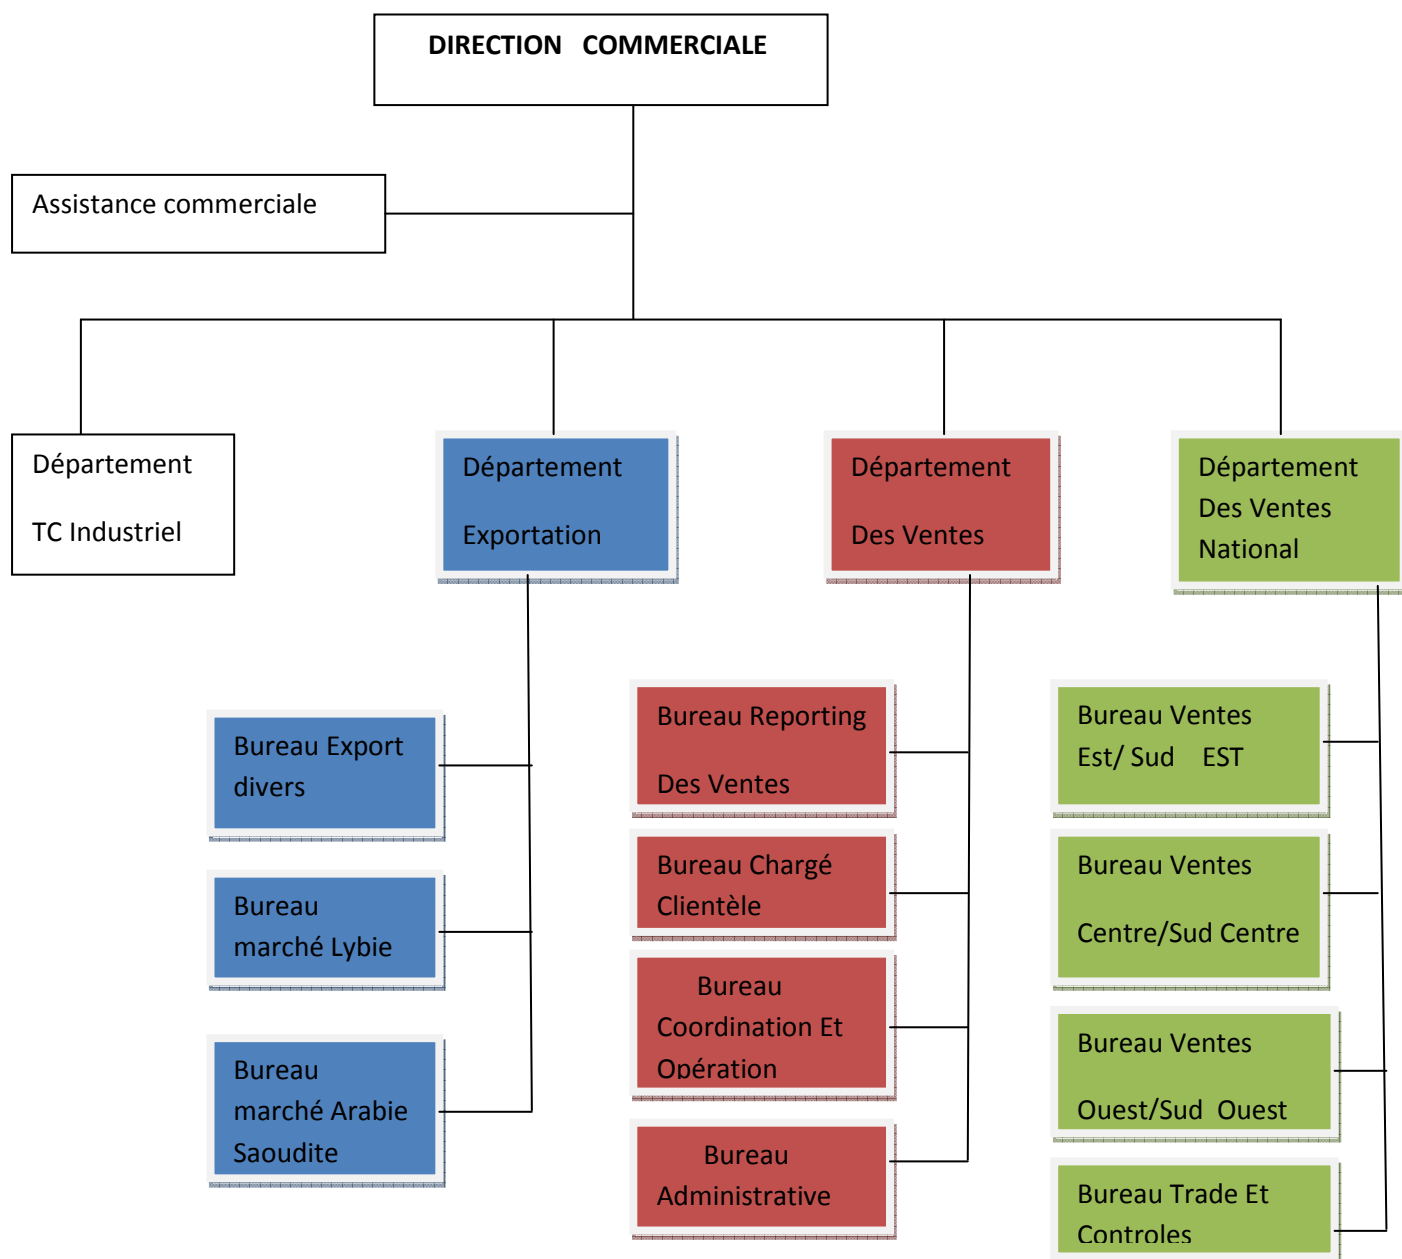 DIRECTION COMMERCIALE
Assistance commerciale
Département
TC Industriel
Département
Exportation
Département
Des Ventes
Département
Des Ventes
National
Bureau Export
divers
Bureau
marché Lybie
Bureau
marché Arabie
Saoudite
Bureau Reporting
Des Ventes
Bureau Chargé
Clientèle
Bureau
Coordination Et
Opération
Bureau
Administrative
Bureau Ventes
Est/ Sud EST
Bureau Ventes
Centre/Sud Centre
Bureau Ventes
Ouest/Sud Ouest
Bureau Trade Et
Controles